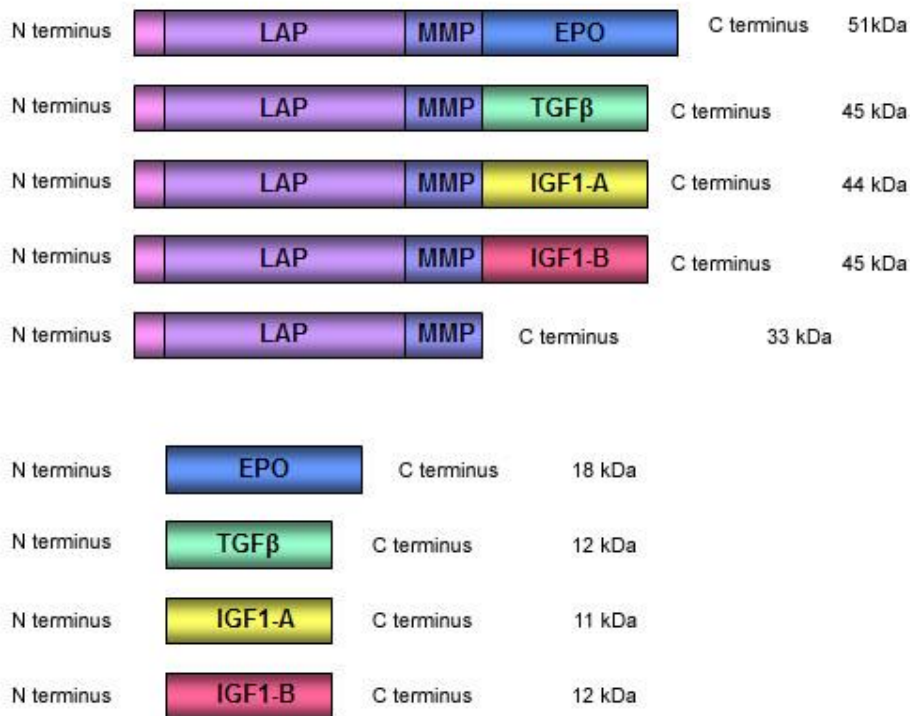 N terminus LAP MMP EPO C terminus 51kDa
N terminus LAP MMP TGFβ C terminus 45 kDa
N terminus LAP MMP IGF1-A C terminus 44 kDa
N terminus LAP MMP IGF1-B C terminus 45 kDa
N terminus LAP MMP C terminus 33 kDa
N terminus EPO C terminus 18 kDa
N terminus TGFβ C terminus 12 kDa
N terminus IGF1-A C terminus 11 kDa
N terminus IGF1-B C terminus 12 kDa